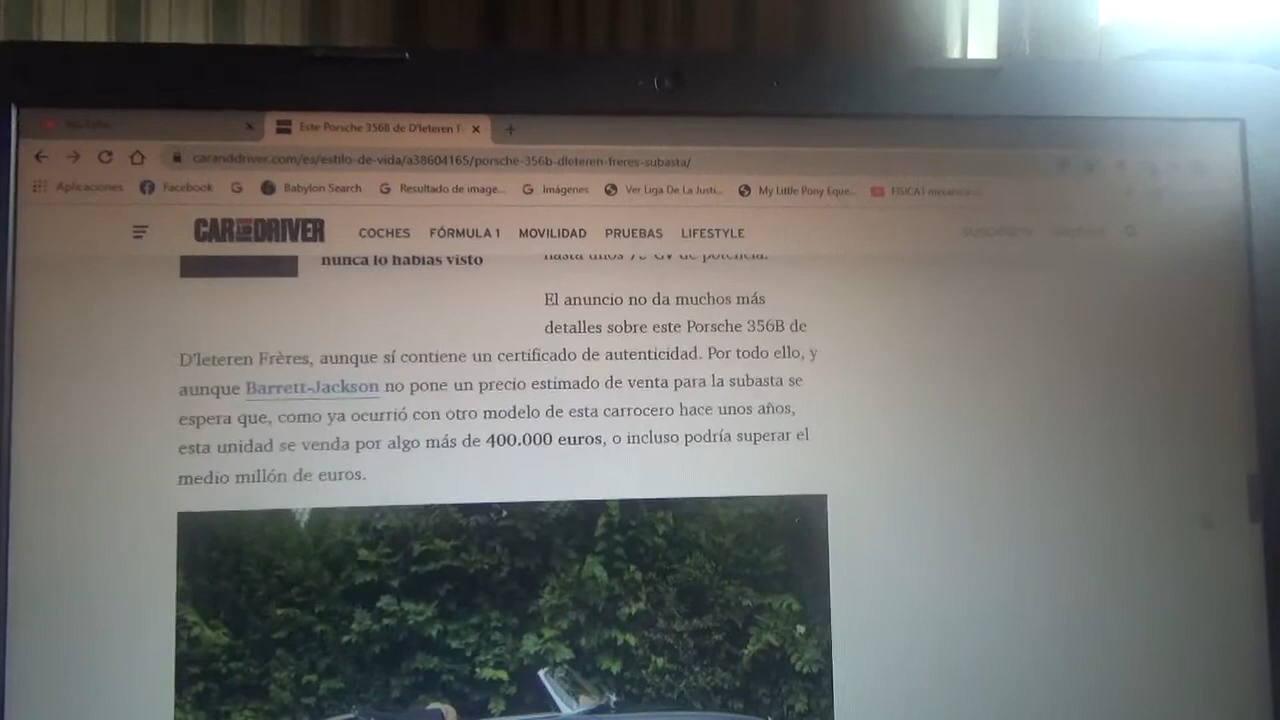 Este Porsche 356B de D'Ieteren F
caranddriver.com/es/estilo-de-vida/a38604165/porsche-356b-dieteren-freres-subasta/
Aplicaciones Facebook Babylon Search Resultado de image... Imágenes Ver Liga De La Justi... My Little Pony Eque...
CAR AND DRIVER COCHES FÓRMULA 1 MOVILIDAD PRUEBAS LIFESTYLE
nunca lo habías visto
El anuncio no da muchos más
detalles sobre este Porsche 356B de
D'Ieteren Frères, aunque sí contiene un certificado de autenticidad. Por todo ello, y
aunque Barrett-Jackson no pone un precio estimado de venta para la subasta se
espera que, como ya ocurrió con otro modelo de esta carrocero hace unos años,
esta unidad se venda por algo más de 400.000 euros, o incluso podría superar el
medio millón de euros.